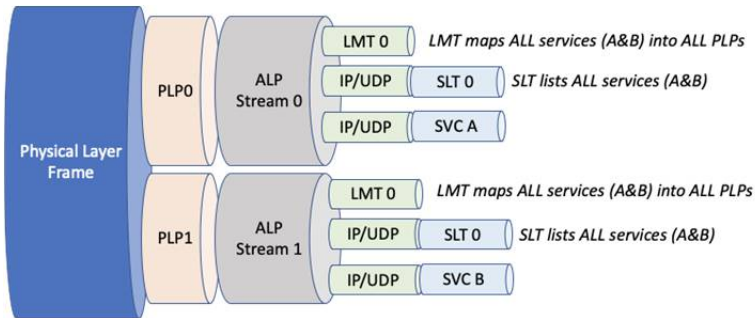 Physical Layer
Frame
PLP0
ALP
Stream 0
LMT 0
LMT maps ALL services (A&B) into ALL PLPs
IP/UDP
SLT 0
SLT lists ALL services (A&B)
IP/UDP
SVC A
PLP1
ALP
Stream 1
LMT 0
LMT maps ALL services (A&B) into ALL PLPs
IP/UDP
SLT 0
SLT lists ALL services (A&B)
IP/UDP
SVC B